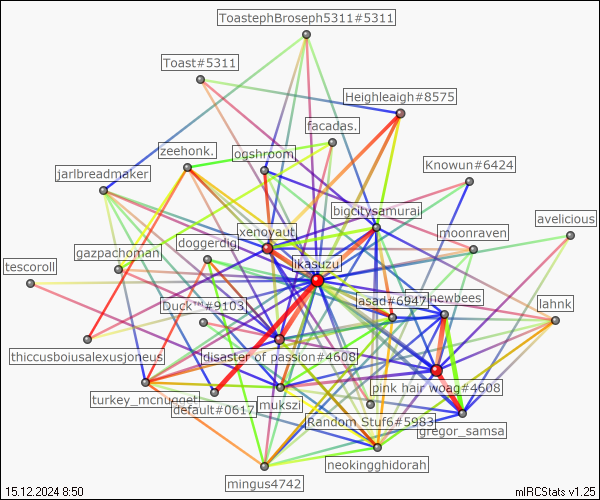 ToastephBroseph5311#5311
Toast#5311
Heighleigh#8575
facadas.
zeehonk.
ogshroom
Knowun#6424
jarlbreadmaker
bigcitysamurai
avelicious
xenoyaut
moonraven
doggerdig
gazpachoman
ikasuzu
tescoroll
Duck™#9103
asad#6947
newbees
lahnk
thiccusboiusalexusjoneus
disaster of passion#4608
pink hair woag#4608
turkey_mcnugget
mukszi
default#0617
Random Stuf6#5983
gregor_samsa
neokingghidorah
mingus4742
15.12.2024 8:50
mIRCStats v1.25